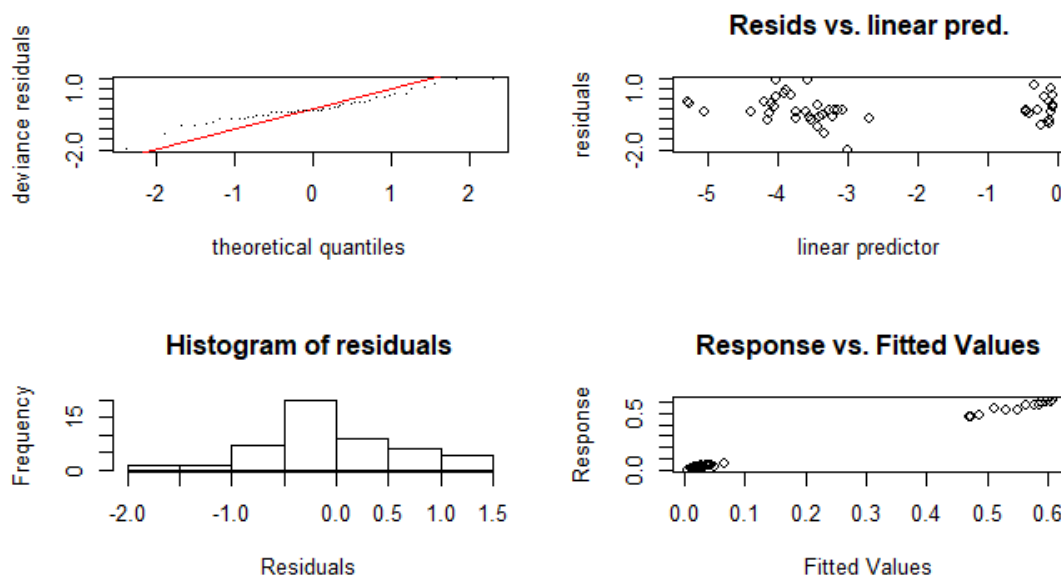 deviance residuals
1.0
-2.0
-2 -1 0 1 2
theoretical quantiles
Resids vs. linear pred.
residuals
1.0
-2.0
-5 -4 -3 -2 -1 0
linear predictor
Histogram of residuals
Frequency
15
0
-2.0 -1.0 0.0 0.5 1.0 1.5
Residuals
Response vs. Fitted Values
Response
0.5
0.0
0.0 0.1 0.2 0.3 0.4 0.5 0.6
Fitted Values